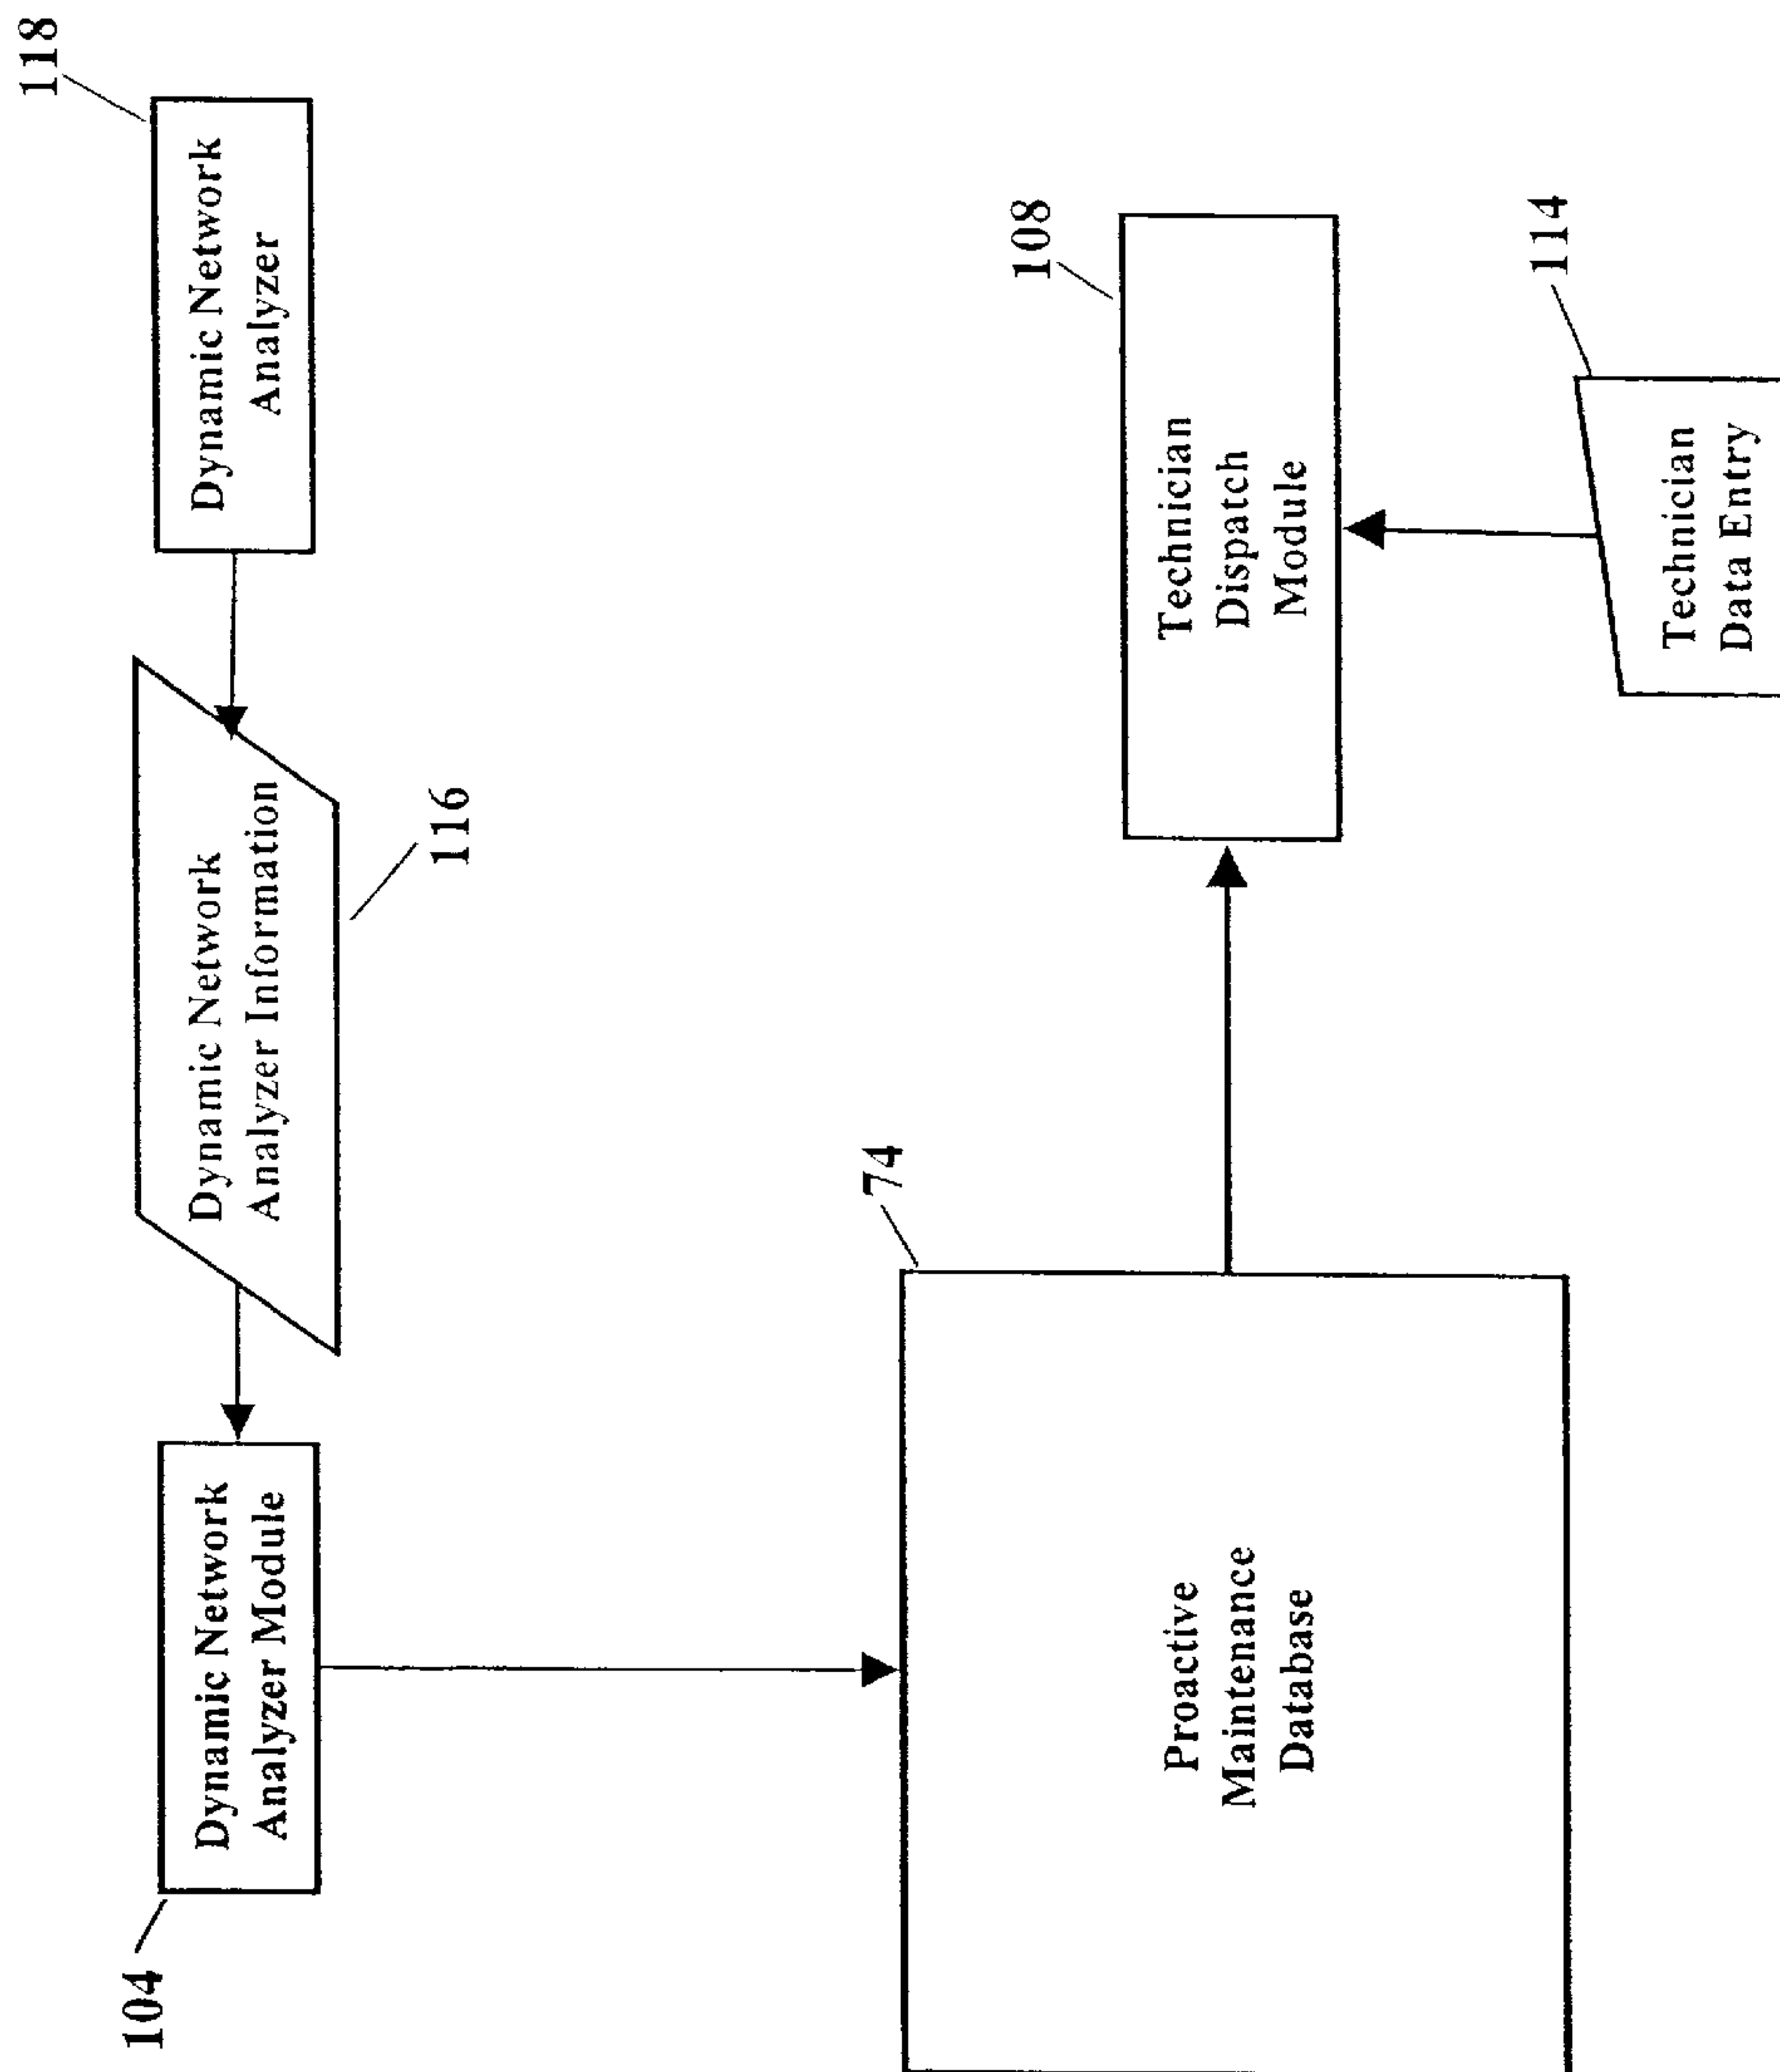 118
Dynamic Network
Analyzer
Dynamic Network
Analyzer Information
116
Dynamic Network
Analyzer Module
104
74
Proactive
Maintenance
Database
108
Technician
Dispatch
Module
114
Technician
Data Entry